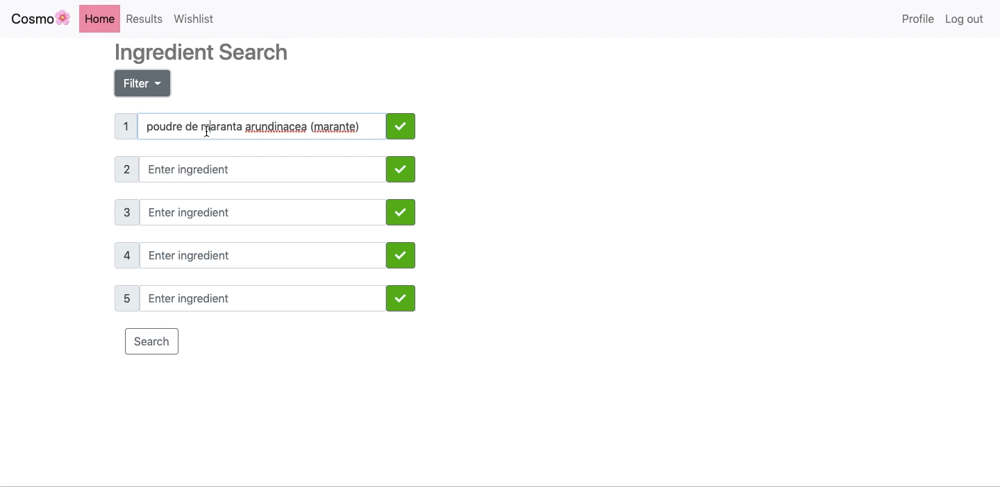 Cosmo🌸 Home Results Wishlist Profile Log out
Ingredient Search
Filter
1 poudre de maranta arundinacea (marante)
2 Enter ingredient
3 Enter ingredient
4 Enter ingredient
5 Enter ingredient
Search